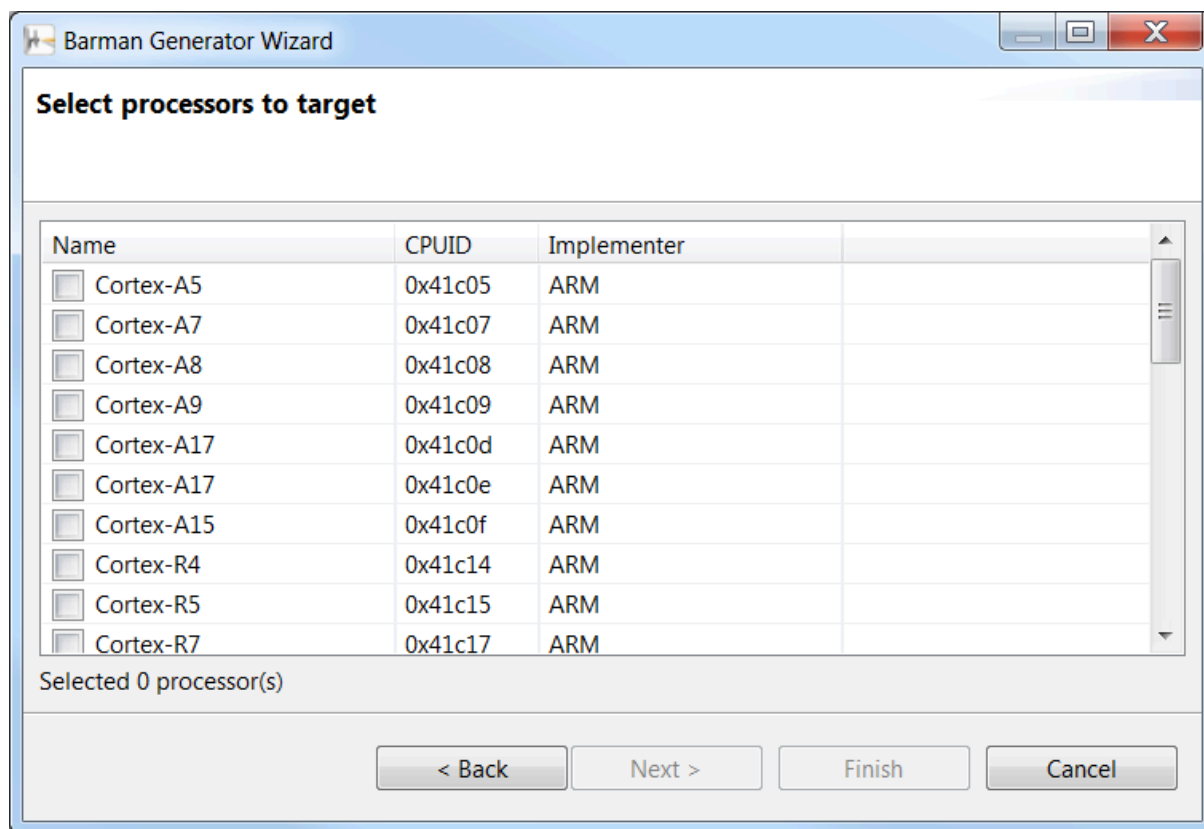 Barman Generator Wizard
Select processors to target
Name CPUID Implementer
Cortex-A5 0x41c05 ARM
Cortex-A7 0x41c07 ARM
Cortex-A8 0x41c08 ARM
Cortex-A9 0x41c09 ARM
Cortex-A17 0x41c0d ARM
Cortex-A17 0x41c0e ARM
Cortex-A15 0x41c0f ARM
Cortex-R4 0x41c14 ARM
Cortex-R5 0x41c15 ARM
Cortex-R7 0x41c17 ARM
Selected 0 processor(s)
< Back Next > Finish Cancel